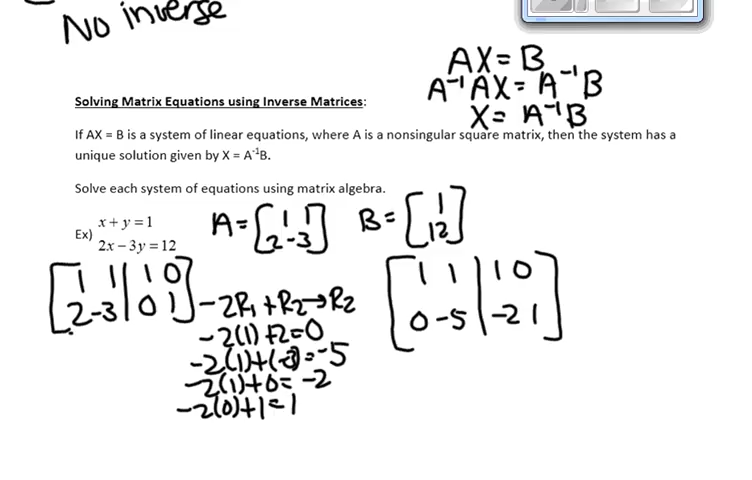 No inverse
AX = B
A⁻¹AX = A⁻¹B
X = A⁻¹B
Solving Matrix Equations using Inverse Matrices:
If AX = B is a system of linear equations, where A is a nonsingular square matrix, then the system has a
unique solution given by X = A⁻¹B.
Solve each system of equations using matrix algebra.
Ex) x + y = 1
2x − 3y = 12
A = [1 1
2 -3]
B = [1
12]
[1 1 | 1 0
2 -3 | 0 1]
-2R₁ + R₂ → R₂
-2(1) + 2 = 0
-2(1) + (-3) = -5
-2(1) + 0 = -2
-2(0) + 1 = 1
[1 1 | 1 0
0 -5 | -2 1]